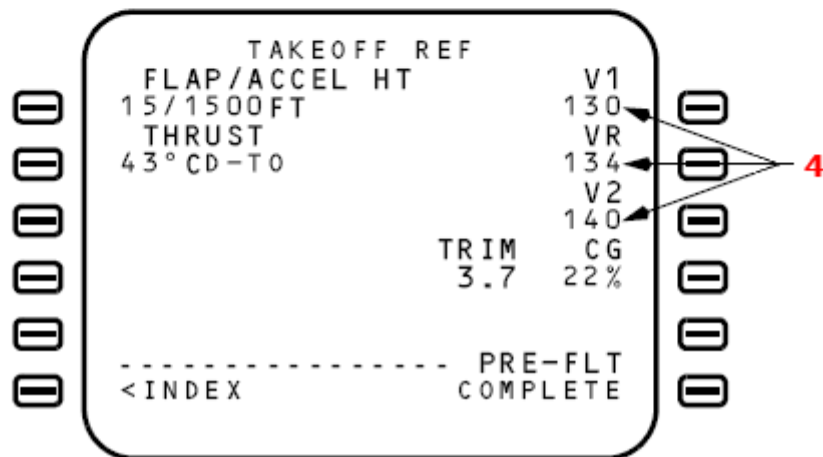 TAKEOFF REF
FLAP/ACCEL HT V1
15/1500FT 130
THRUST VR
43°CD-TO 134 4
V2
140
TRIM CG
3.7 22%
---------------- PRE-FLT
<INDEX COMPLETE